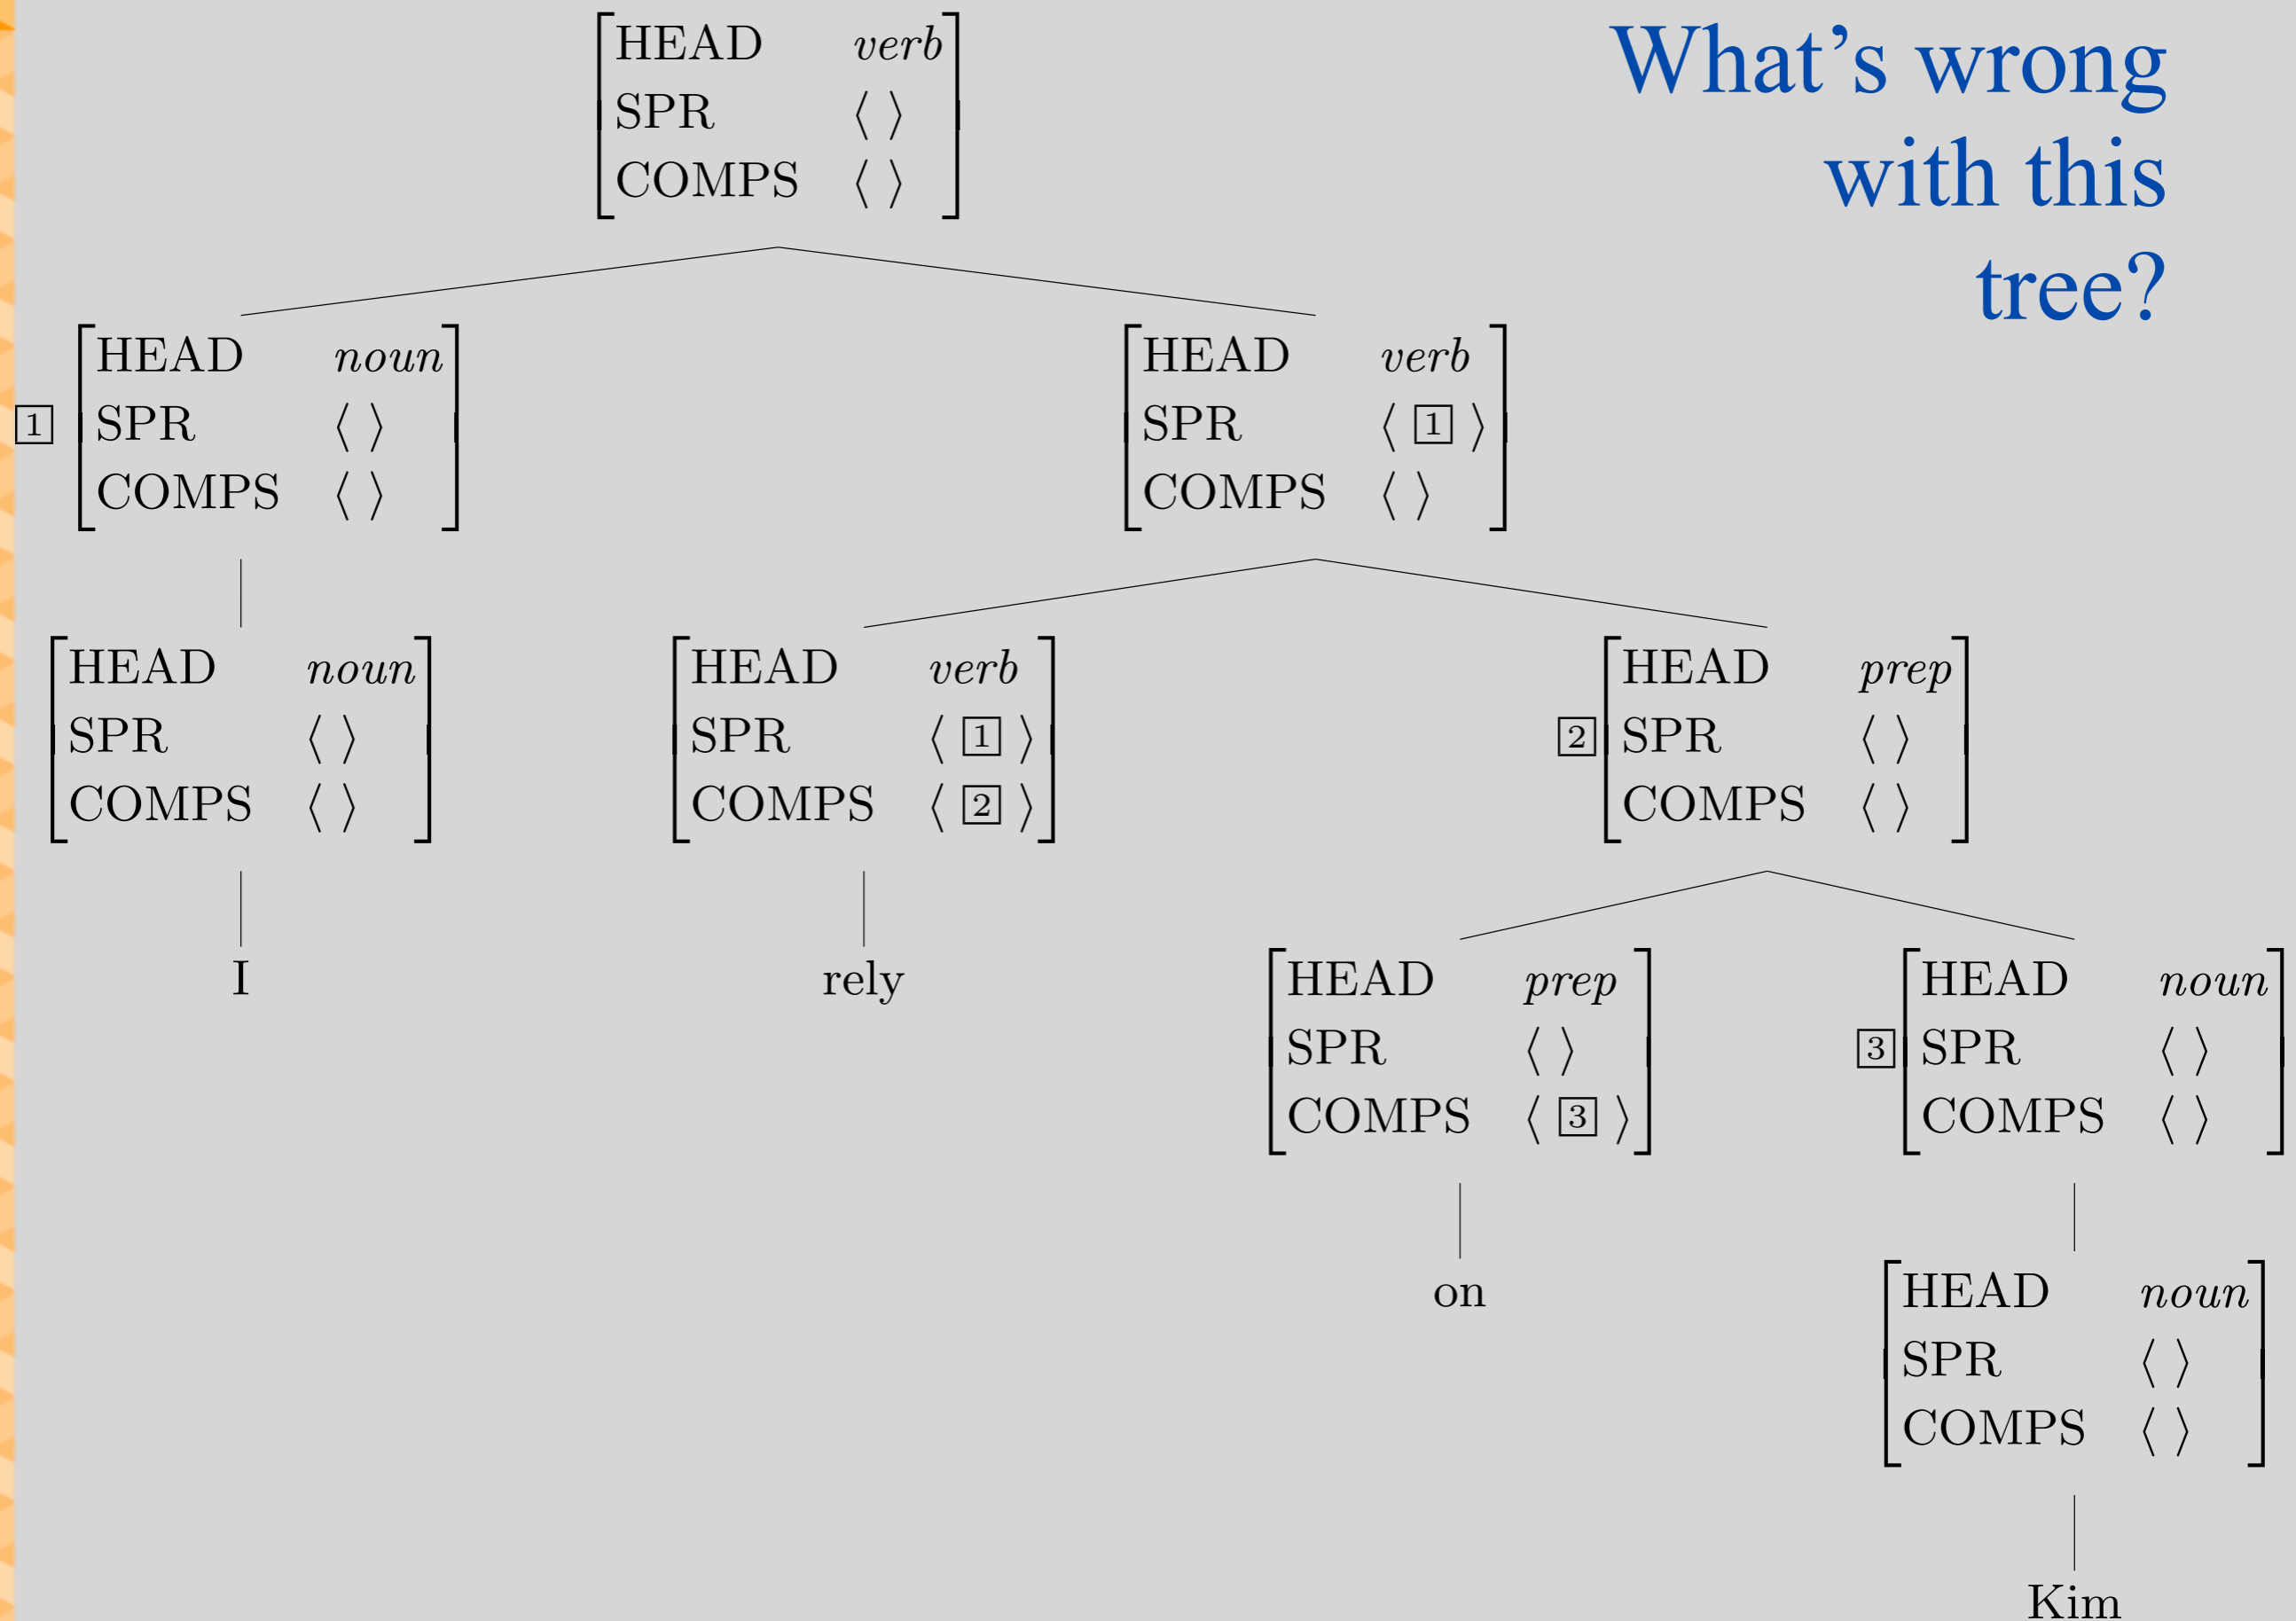 What's wrong
with this
tree?
HEAD verb
SPR ⟨ ⟩
COMPS ⟨ ⟩
1
HEAD noun
SPR ⟨ ⟩
COMPS ⟨ ⟩
HEAD verb
SPR ⟨ 1 ⟩
COMPS ⟨ ⟩
HEAD noun
SPR ⟨ ⟩
COMPS ⟨ ⟩
I
HEAD verb
SPR ⟨ 1 ⟩
COMPS ⟨ 2 ⟩
rely
2
HEAD prep
SPR ⟨ ⟩
COMPS ⟨ ⟩
HEAD prep
SPR ⟨ ⟩
COMPS ⟨ 3 ⟩
on
3
HEAD noun
SPR ⟨ ⟩
COMPS ⟨ ⟩
HEAD noun
SPR ⟨ ⟩
COMPS ⟨ ⟩
Kim